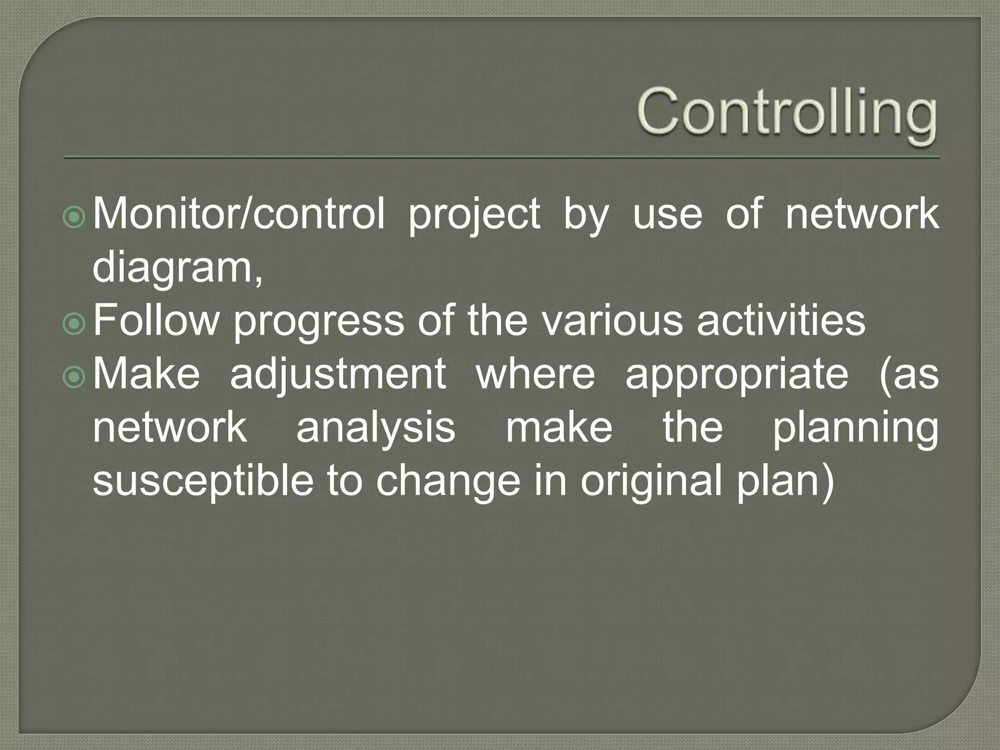 Controlling
Monitor/control project by use of network
diagram,
Follow progress of the various activities
Make adjustment where appropriate (as
network analysis make the planning
susceptible to change in original plan)